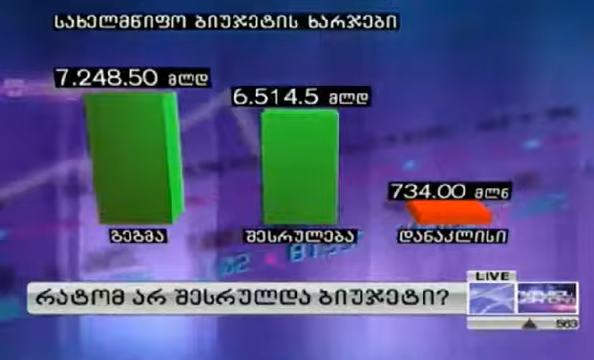 სახელმწიფო ბიუჯეტის ხარჯები
7.248.50 მლდ
6.514.5 მლდ
734.00 მლნ
გეგმა
შესრულება
დანაკლისი
რატომ არ შესრულდა ბიუჯეტი?
LIVE
563